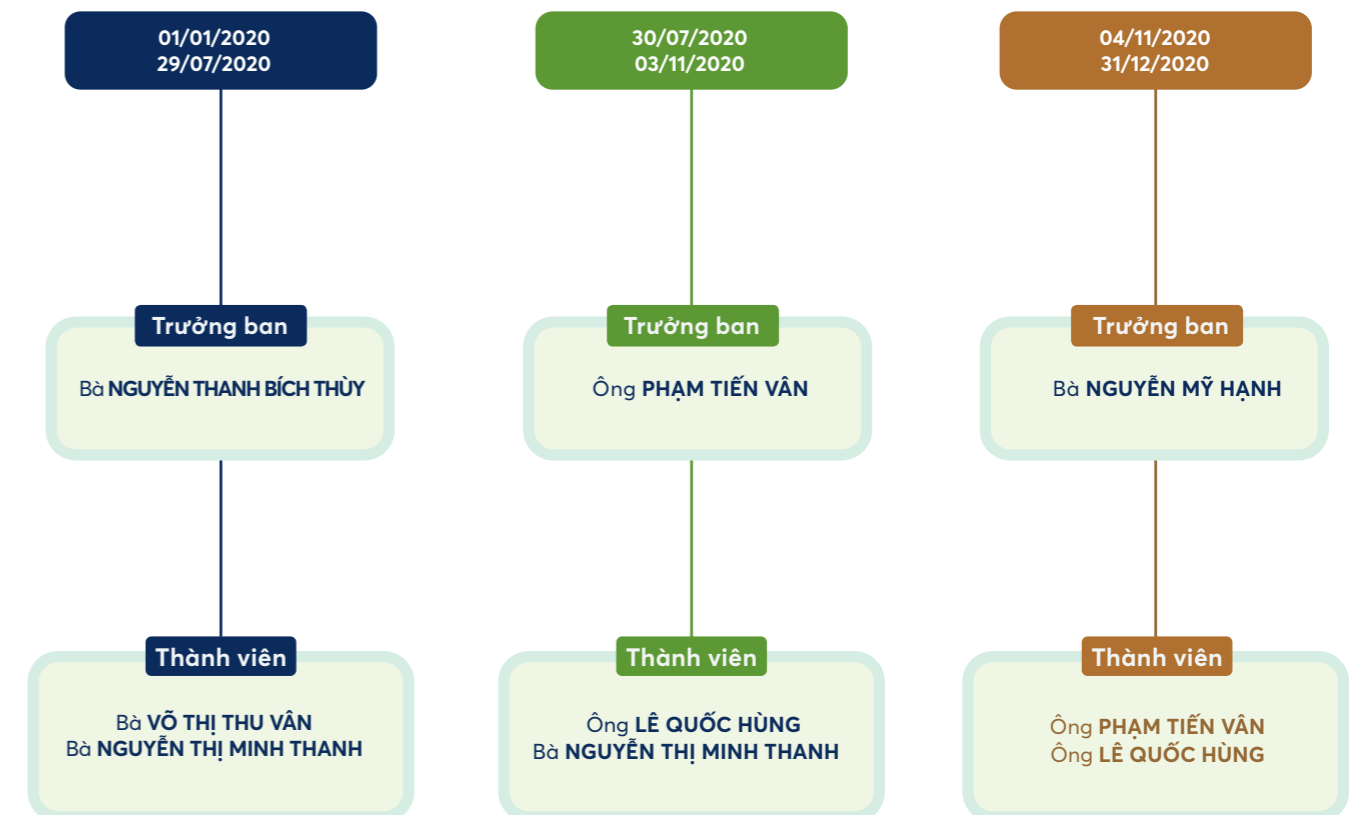 01/01/2020
29/07/2020
Trưởng ban
Bà NGUYỄN THANH BÍCH THÙY
Thành viên
Bà VÕ THỊ THU VÂN
Bà NGUYỄN THỊ MINH THANH
30/07/2020
03/11/2020
Trưởng ban
Ông PHẠM TIẾN VÂN
Thành viên
Ông LÊ QUỐC HÙNG
Bà NGUYỄN THỊ MINH THANH
04/11/2020
31/12/2020
Trưởng ban
Bà NGUYỄN MỸ HẠNH
Thành viên
Ông PHẠM TIẾN VÂN
Ông LÊ QUỐC HÙNG